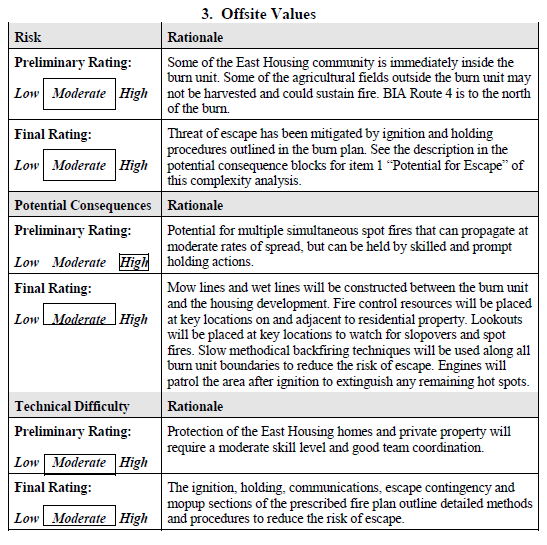 3. Offsite Values
Risk
Rationale
Preliminary Rating:
Low Moderate High
Some of the East Housing community is immediately inside the
burn unit. Some of the agricultural fields outside the burn unit may
not be harvested and could sustain fire. BIA Route 4 is to the north
of the burn.
Final Rating:
Low Moderate High
Threat of escape has been mitigated by ignition and holding
procedures outlined in the burn plan. See the description in the
potential consequence blocks for item 1 “Potential for Escape” of
this complexity analysis.
Potential Consequences
Rationale
Preliminary Rating:
Low Moderate High
Potential for multiple simultaneous spot fires that can propagate at
moderate rates of spread, but can be held by skilled and prompt
holding actions.
Final Rating:
Low Moderate High
Mow lines and wet lines will be constructed between the burn unit
and the housing development. Fire control resources will be placed
at key locations on and adjacent to residential property. Lookouts
will be placed at key locations to watch for slopovers and spot
fires. Slow methodical backfiring techniques will be used along all
burn unit boundaries to reduce the risk of escape. Engines will
patrol the area after ignition to extinguish any remaining hot spots.
Technical Difficulty
Rationale
Preliminary Rating:
Low Moderate High
Protection of the East Housing homes and private property will
require a moderate skill level and good team coordination.
Final Rating:
Low Moderate High
The ignition, holding, communications, escape contingency and
mopup sections of the prescribed fire plan outline detailed methods
and procedures to reduce the risk of escape.